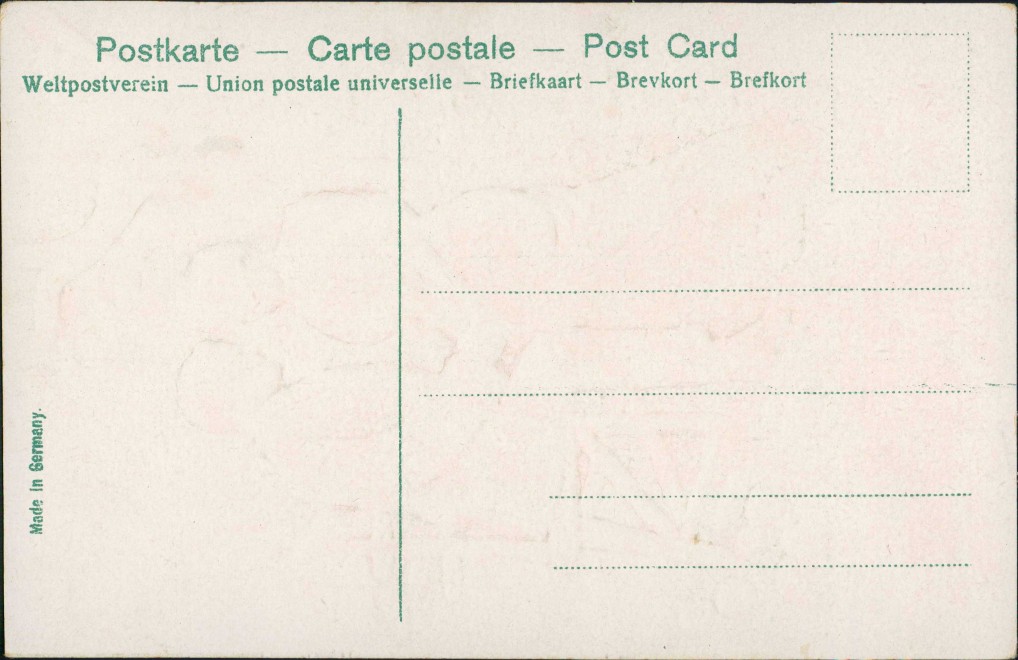 Postkarte — Carte postale — Post Card
Weltpostverein — Union postale universelle — Briefkaart — Brevkort — Brefkort
Made in Germany.